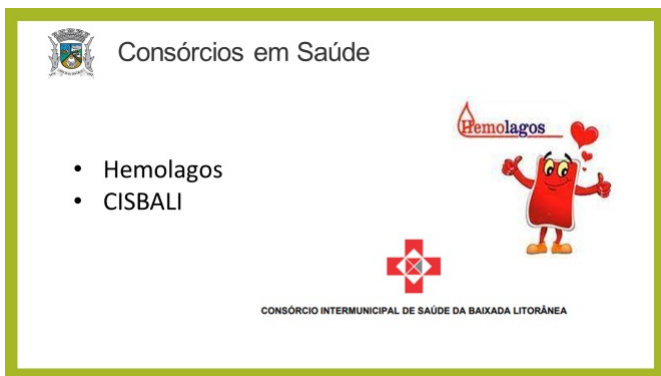 Consórcios em Saúde
Hemolagos
• Hemolagos
• CISBALI
CONSÓRCIO INTERMUNICIPAL DE SAÚDE DA BAIXADA LITORÂNEA